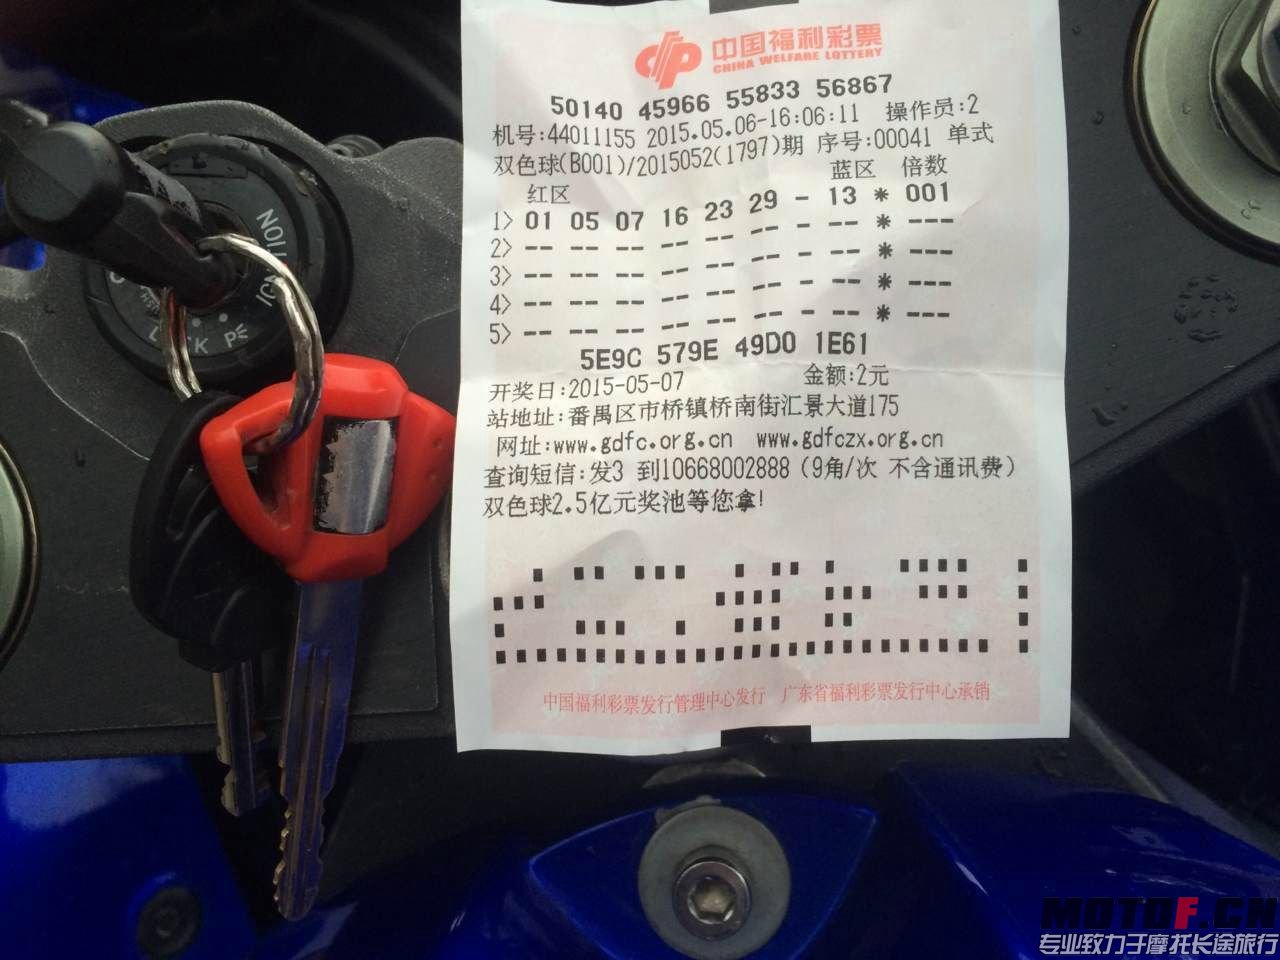 中国福利彩票
CHINA WELFARE LOTTERY
50140 45966 55833 56867
机号:44011155 2015.05.06-16:06:11 操作员:2
双色球(B001)/2015052(1797)期 序号:00041 单式
红区 蓝区 倍数
1> 01 05 07 16 23 29 - 13 * 001
2> -- -- -- -- -- -- - -- * ---
3> -- -- -- -- -- -- - -- * ---
4> -- -- -- -- -- -- - -- * ---
5> -- -- -- -- -- -- - -- * ---
5E9C 579E 49D0 1E61
开奖日:2015-05-07 金额:2元
站地址:番禺区市桥镇桥南街汇景大道175
网址:www.gdfc.org.cn www.gdfczx.org.cn
查询短信:发3 到10668002888(9角/次 不含通讯费)
双色球2.5亿元奖池等您拿!
中国福利彩票发行管理中心发行 广东省福利彩票发行中心承销
MOTOF.CN
专业致力于摩托长途旅行